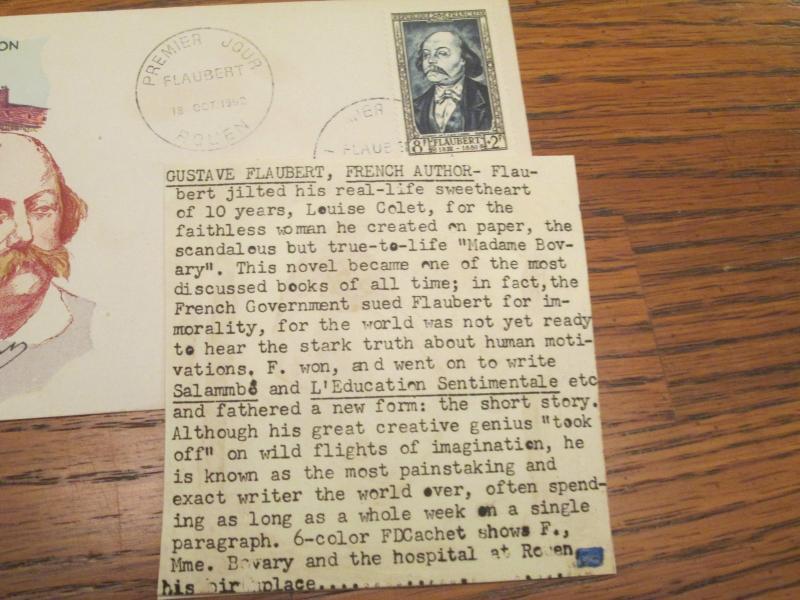 ON
PREMIER JOUR
FLAUBERT
18 OCT. 1952
ROUEN
FLAUBE
REPUBLIQUE FRANÇAISE
8F FLAUBERT +2F
1821 - 1880
GUSTAVE FLAUBERT, FRENCH AUTHOR- Flau-
bert jilted his real-life sweetheart
of 10 years, Louise Colet, for the
faithless woman he created on paper, the
scandalous but true-to-life "Madame Bov-
ary". This novel became one of the most
discussed books of all time; in fact,the
French Government sued Flaubert for im-
morality, for the world was not yet ready
to hear the stark truth about human moti-
vations. F. won, and went on to write
Salammbô and L'Education Sentimentale etc
and fathered a new form: the short story.
Although his great creative genius "took
off" on wild flights of imagination, he
is known as the most painstaking and
exact writer the world over, often spend-
ing as long as a whole week on a single
paragraph. 6-color FDCachet shows F.,
Mme. Bovary and the hospital at Rouen,
his birthplace....